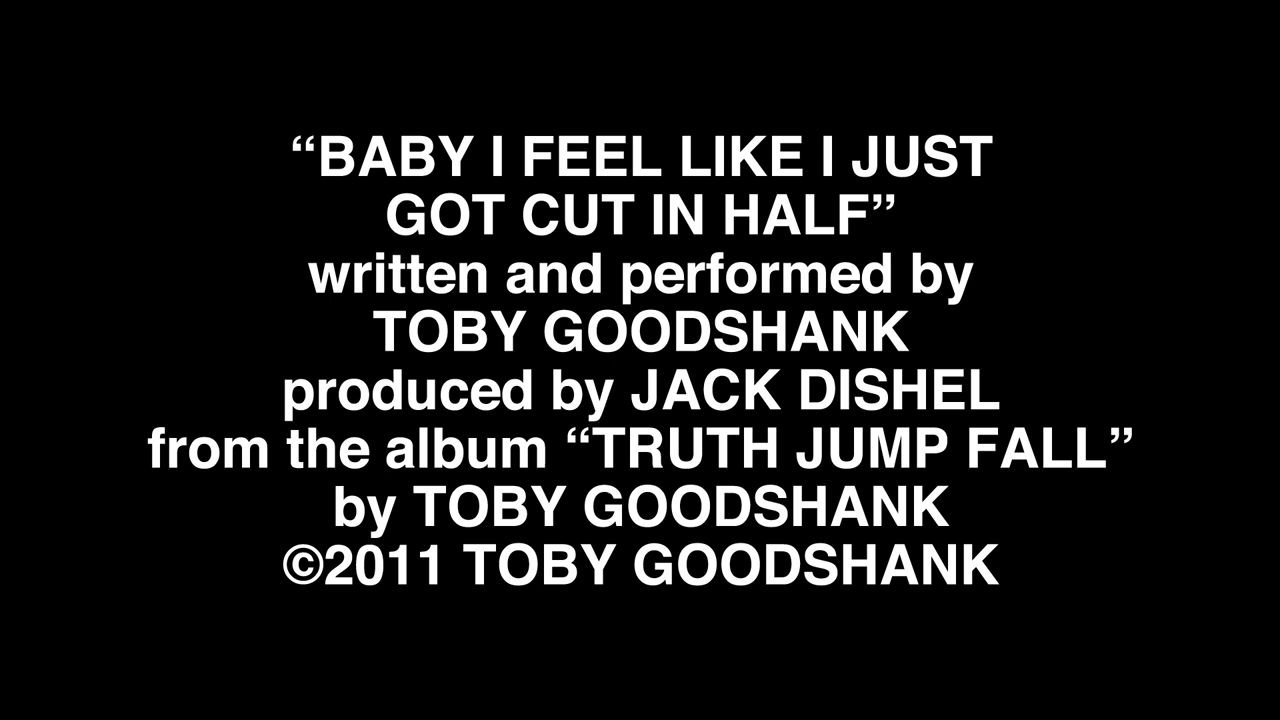 “BABY I FEEL LIKE I JUST
GOT CUT IN HALF”
written and performed by
TOBY GOODSHANK
produced by JACK DISHEL
from the album “TRUTH JUMP FALL”
by TOBY GOODSHANK
©2011 TOBY GOODSHANK